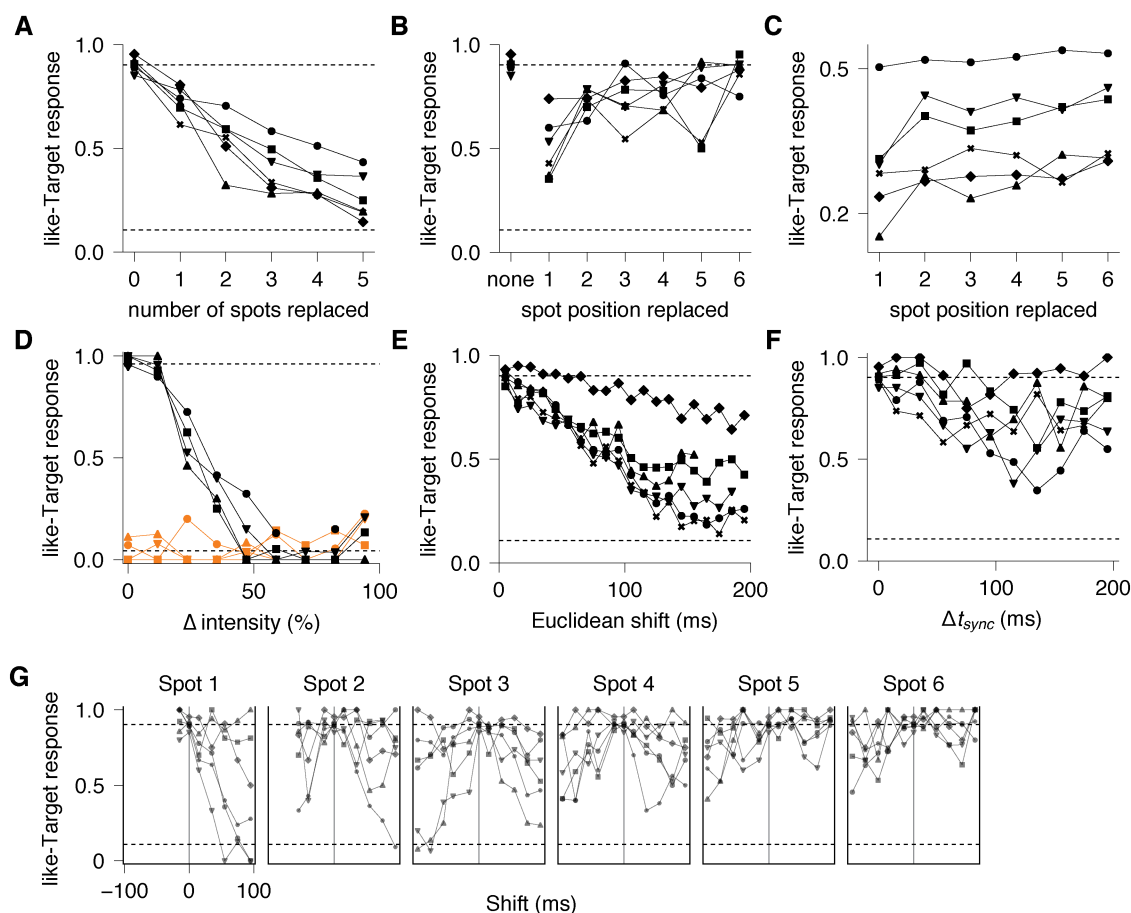 A
like-Target response
1.0
0.5
0.0
0 1 2 3 4 5
number of spots replaced
B
like-Target response
1.0
0.5
0.0
none 1 2 3 4 5 6
spot position replaced
C
like-Target response
0.5
0.2
1 2 3 4 5 6
spot position replaced
D
like-Target response
1.0
0.5
0.0
0 50 100
Δ intensity (%)
E
like-Target response
1.0
0.5
0.0
0 100 200
Euclidean shift (ms)
F
like-Target response
1.0
0.5
0.0
0 100 200
Δt_sync (ms)
G
like-Target response
Spot 1 Spot 2 Spot 3 Spot 4 Spot 5 Spot 6
1.0
0.5
0
−100 0 100
Shift (ms)